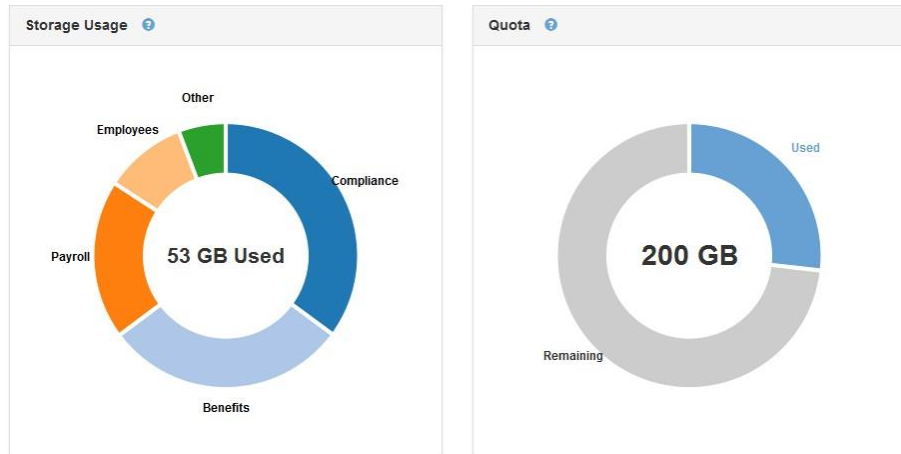 Storage Usage ?
Quota ?
Other
Employees
Compliance
Payroll
53 GB Used
Benefits
Used
200 GB
Remaining